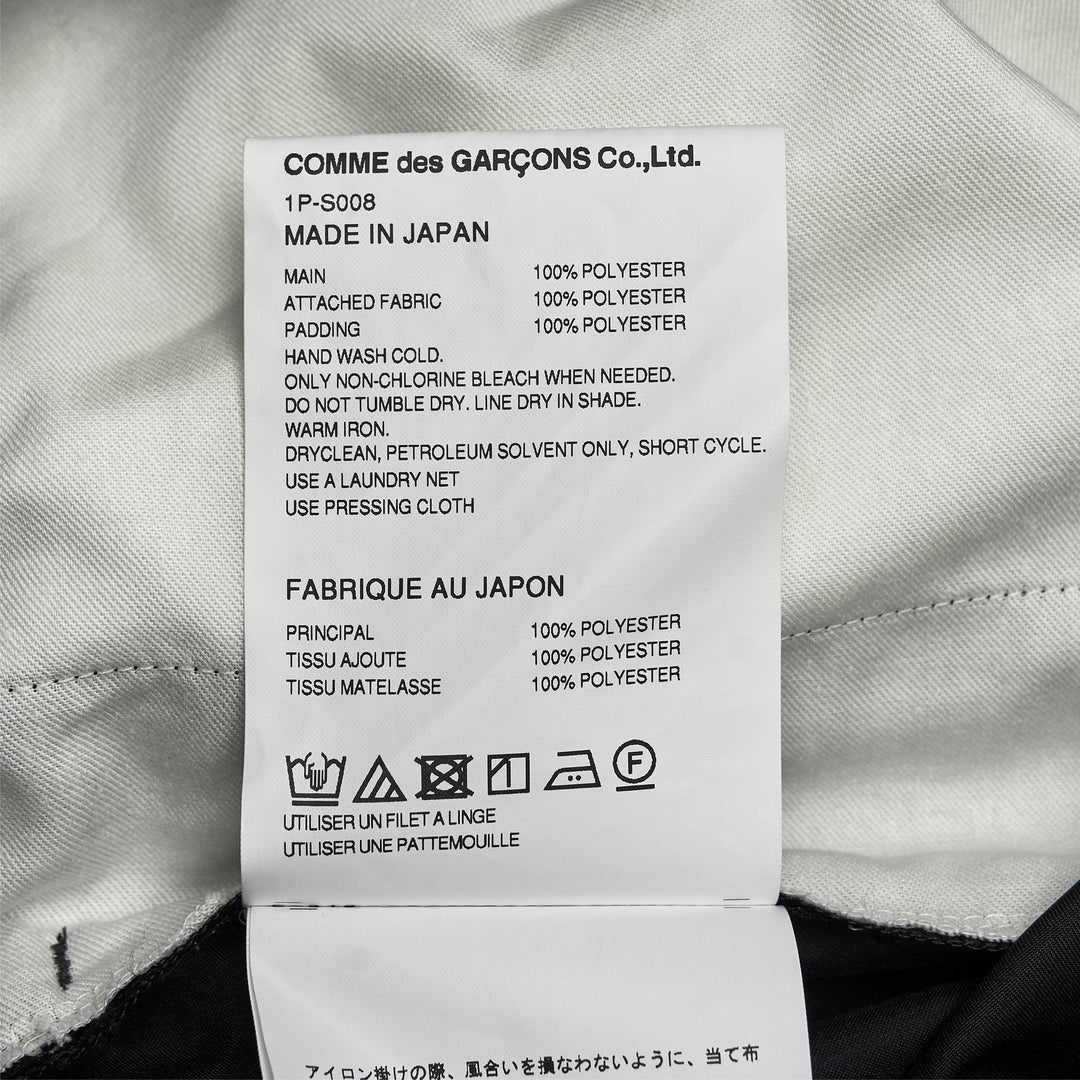 COMME des GARÇONS Co.,Ltd.
1P-S008
MADE IN JAPAN
MAIN 100% POLYESTER
ATTACHED FABRIC 100% POLYESTER
PADDING 100% POLYESTER
HAND WASH COLD.
ONLY NON-CHLORINE BLEACH WHEN NEEDED.
DO NOT TUMBLE DRY. LINE DRY IN SHADE.
WARM IRON.
DRYCLEAN, PETROLEUM SOLVENT ONLY, SHORT CYCLE.
USE A LAUNDRY NET
USE PRESSING CLOTH
FABRIQUE AU JAPON
PRINCIPAL 100% POLYESTER
TISSU AJOUTE 100% POLYESTER
TISSU MATELASSE 100% POLYESTER
F
UTILISER UN FILET A LINGE
UTILISER UNE PATTEMOUILLE
アイロン掛けの際、風合いを損なわないように、当て布